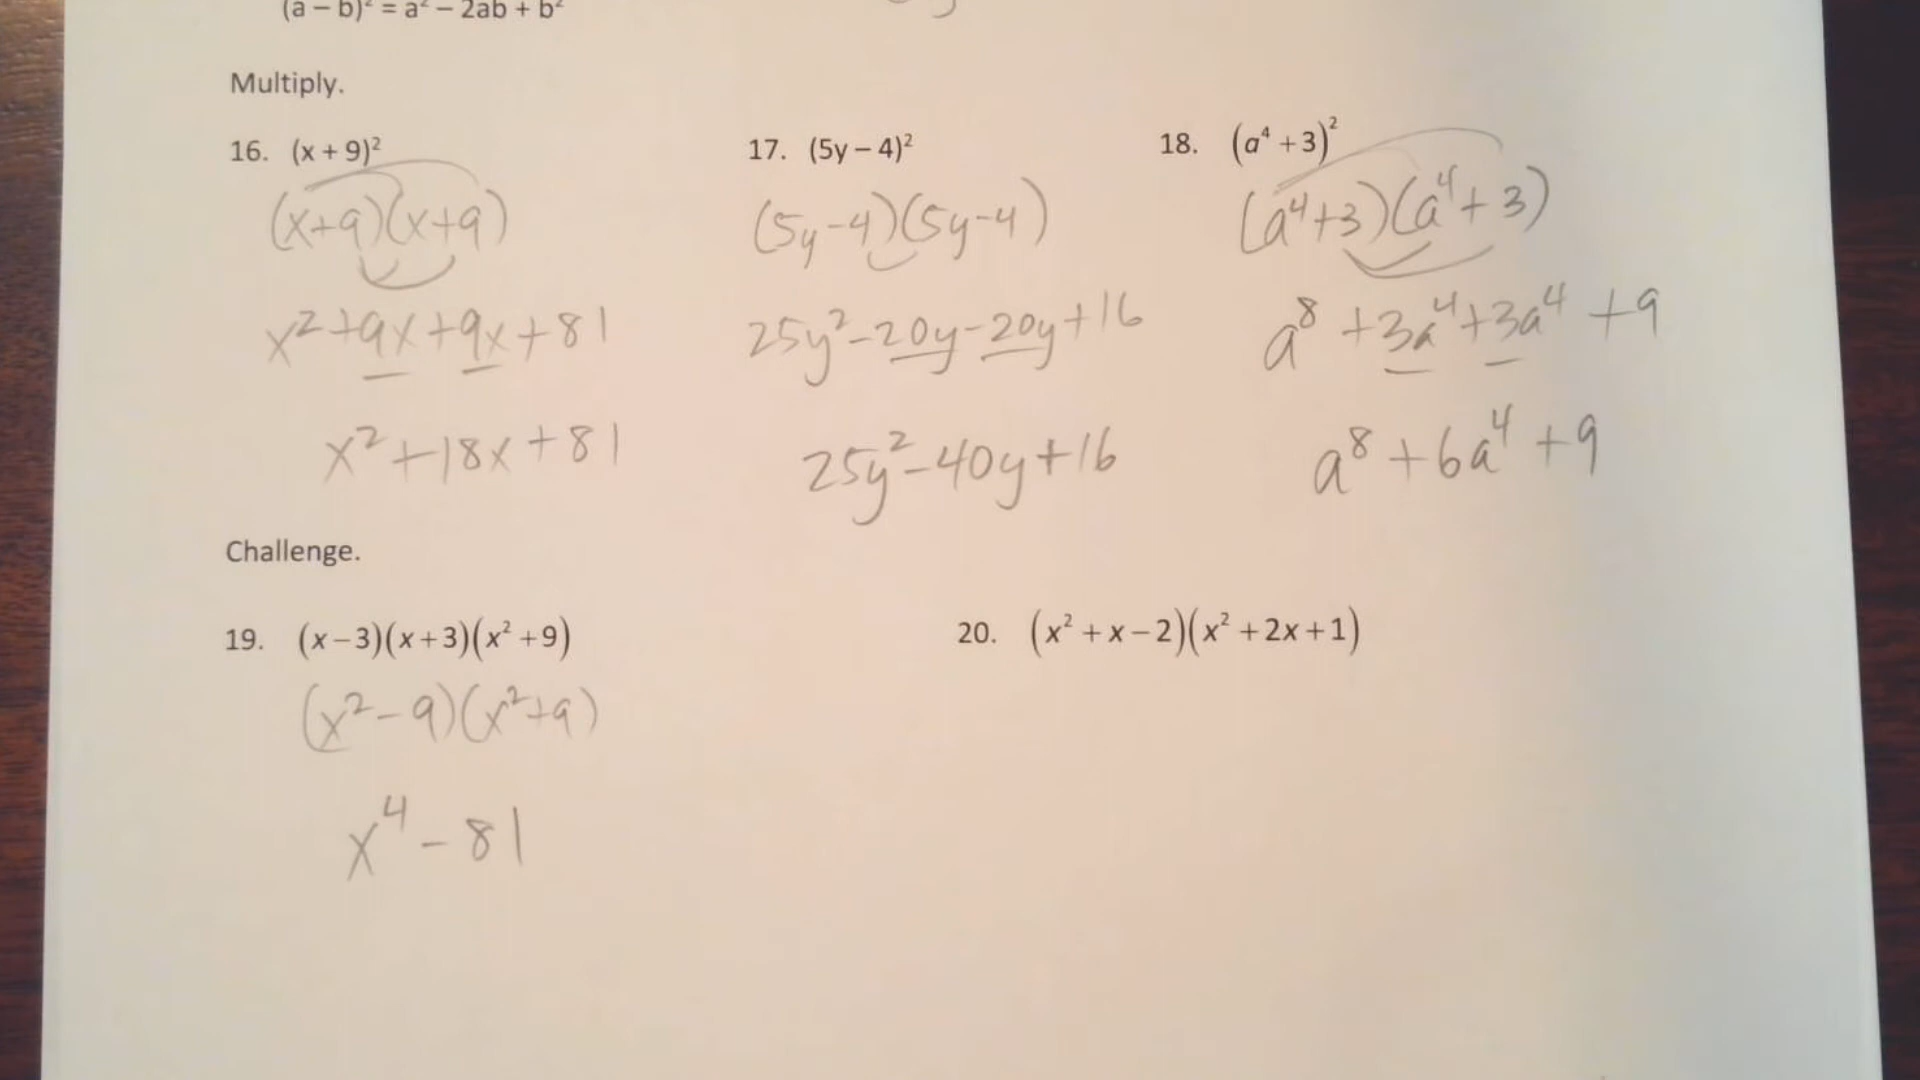 (a – b)² = a² – 2ab + b²
Multiply.
16. (x + 9)²
(x+9)(x+9)
x²+9x+9x+81
x²+18x+81
17. (5y – 4)²
(5y-4)(5y-4)
25y²-20y-20y+16
25y²-40y+16
18. (a⁴ + 3)²
(a⁴+3)(a⁴+3)
a⁸ +3a⁴+3a⁴ +9
a⁸ +6a⁴ +9
Challenge.
19. (x – 3)(x + 3)(x² + 9)
(x²-9)(x²+9)
x⁴ - 81
20. (x² + x – 2)(x² + 2x + 1)